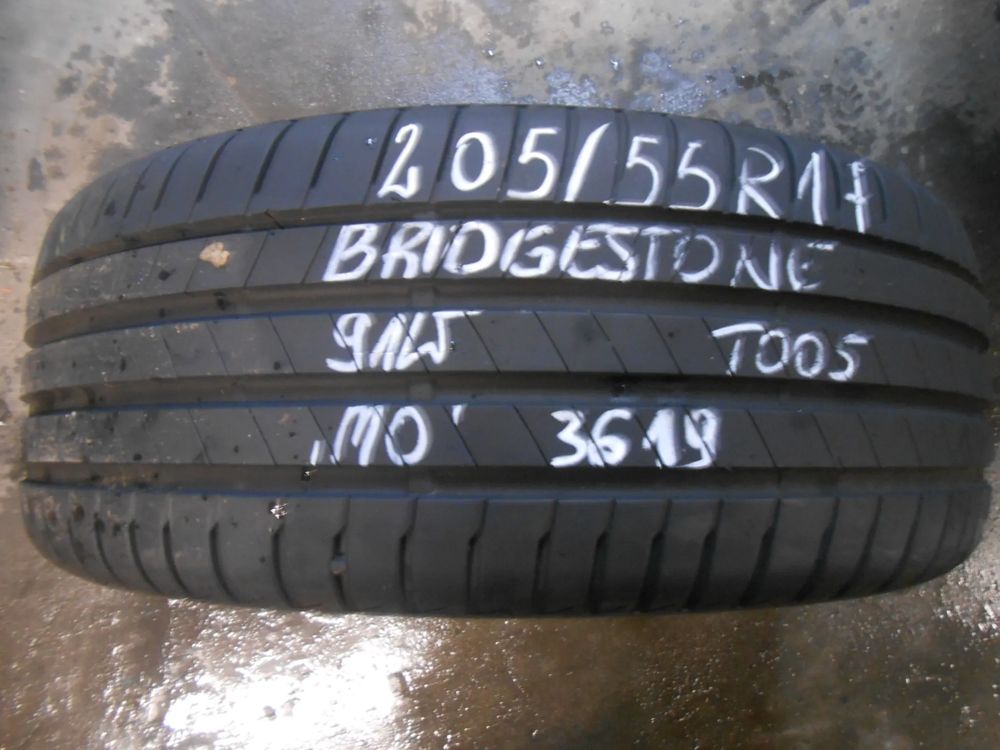 205/55R17
BRIDGESTONE
91W T005
"MO" 3619